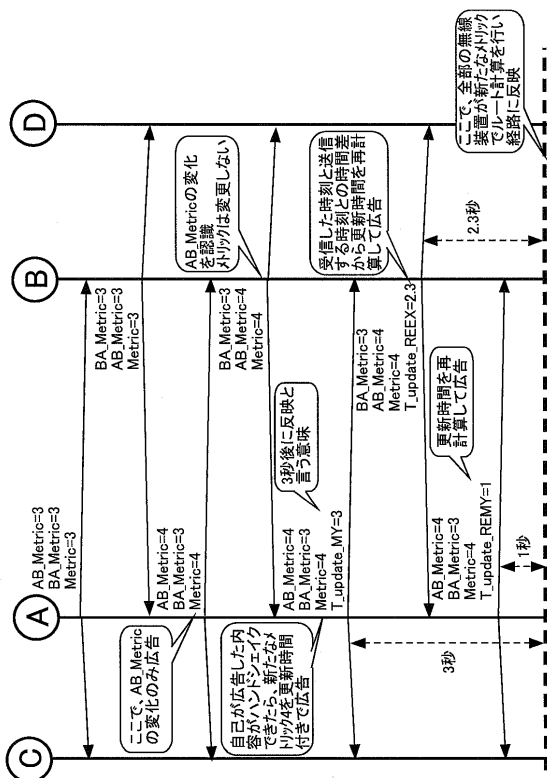 C
A
B
D
AB_Metric=3
BA_Metric=3
Metric=3
BA_Metric=3
AB_Metric=3
Metric=3
ここで、AB_Metric
の変化のみ広告
AB_Metric=4
BA_Metric=3
Metric=4
AB_Metricの変化
を認識
メトリックは変更しない
BA_Metric=3
AB_Metric=4
Metric=4
自己が広告した内
容がハンドシェイク
できたら、新たなメ
トリック4を更新時間
付きで広告
3秒後に反映と
言う意味
AB_Metric=4
BA_Metric=3
Metric=4
T_update_MY=3
受信した時刻と送信
する時刻との時間差
から更新時間を再計
算して広告
BA_Metric=3
AB_Metric=4
Metric=4
T_update_REEX=2.3
更新時間を再
計算して広告
AB_Metric=4
BA_Metric=3
Metric=4
T_update_REMY=1
3秒
1秒
2.3秒
ここで、全部の無線
装置が新たなメトリック
でルート計算を行い
経路に反映